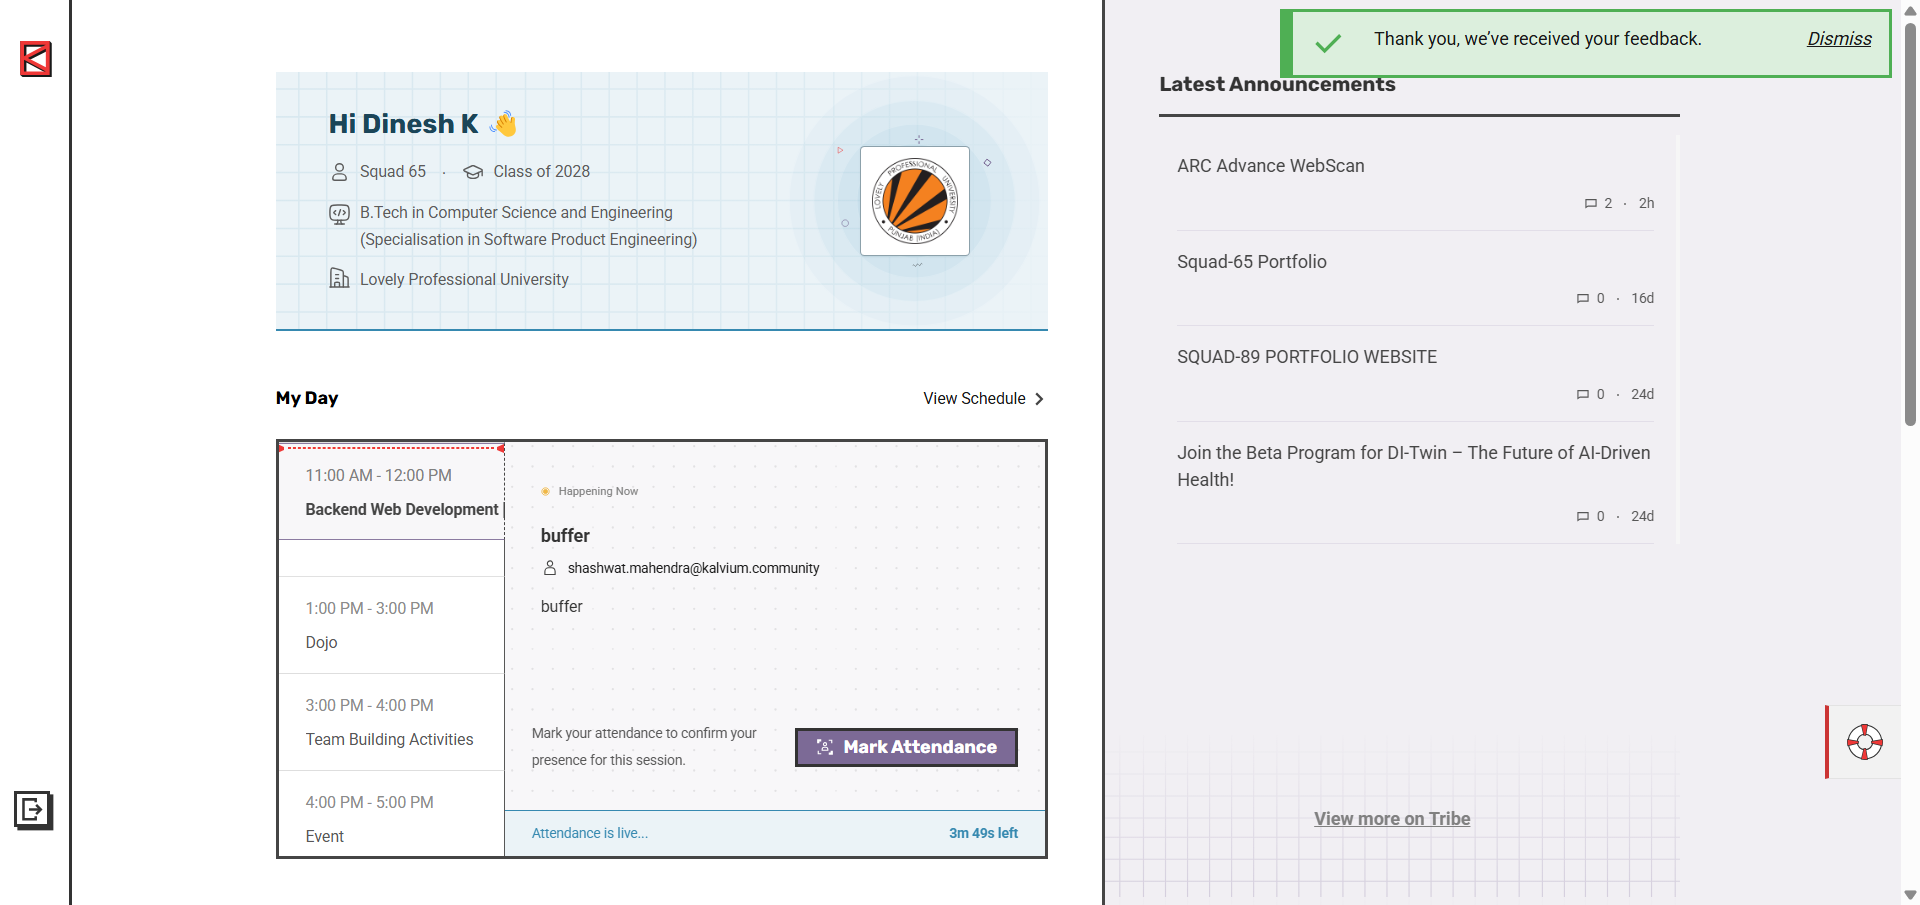 Thank you, we’ve received your feedback.
Dismiss
Hi Dinesh K
Squad 65 · Class of 2028
B.Tech in Computer Science and Engineering
(Specialisation in Software Product Engineering)
Lovely Professional University
LOVELY PROFESSIONAL UNIVERSITY
PUNJAB (INDIA)
My Day
View Schedule
11:00 AM - 12:00 PM
Backend Web Development
1:00 PM - 3:00 PM
Dojo
3:00 PM - 4:00 PM
Team Building Activities
4:00 PM - 5:00 PM
Event
Happening Now
buffer
shashwat.mahendra@kalvium.community
buffer
Mark your attendance to confirm your
presence for this session.
Mark Attendance
Attendance is live...
3m 49s left
Latest Announcements
ARC Advance WebScan
2 · 2h
Squad-65 Portfolio
0 · 16d
SQUAD-89 PORTFOLIO WEBSITE
0 · 24d
Join the Beta Program for DI-Twin – The Future of AI-Driven
Health!
0 · 24d
View more on Tribe